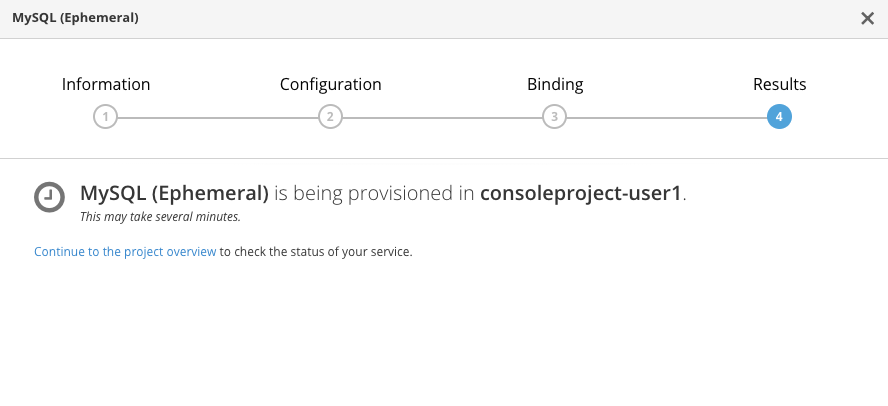 MySQL (Ephemeral)
Information Configuration Binding Results
1 2 3 4
MySQL (Ephemeral) is being provisioned in consoleproject-user1.
This may take several minutes.
Continue to the project overview to check the status of your service.